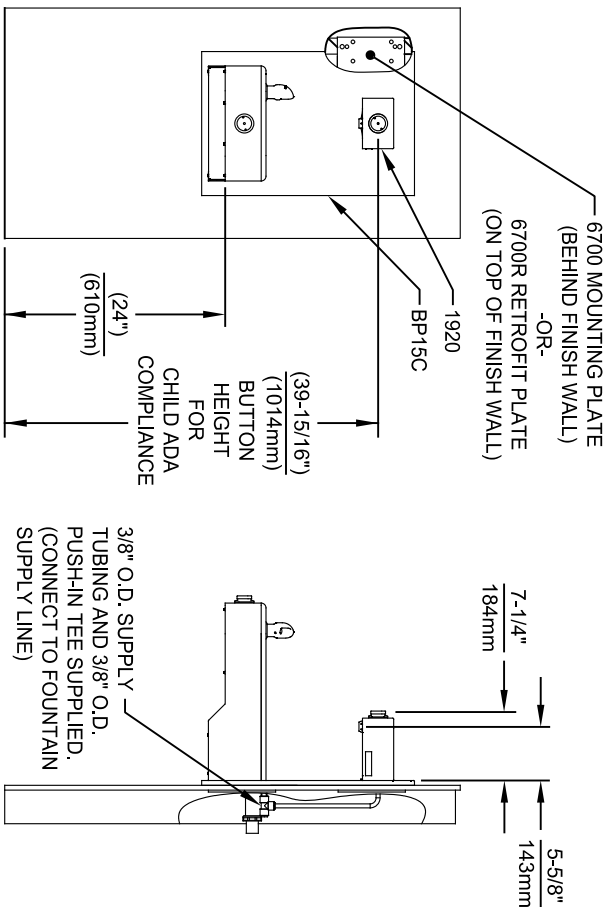 6700 MOUNTING PLATE
(BEHIND FINISH WALL)
-OR-
6700R RETROFIT PLATE
(ON TOP OF FINISH WALL)
1920
BP15C
(39-15/16")
(1014mm)
BUTTON
HEIGHT
FOR
CHILD ADA
COMPLIANCE
(24")
(610mm)
7-1/4"
184mm
5-5/8"
143mm
3/8" O.D. SUPPLY
TUBING AND 3/8" O.D.
PUSH-IN TEE SUPPLIED.
(CONNECT TO FOUNTAIN
SUPPLY LINE)